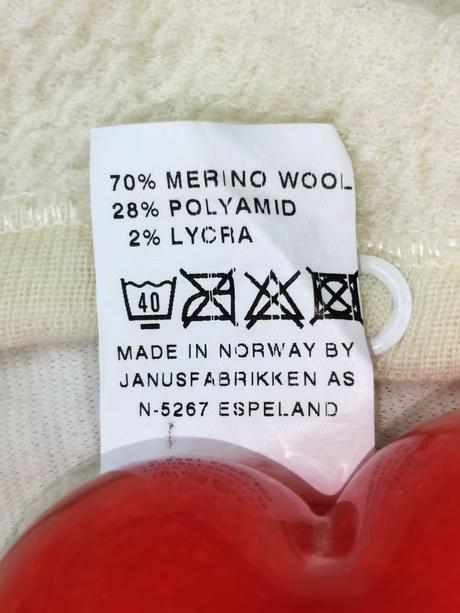 70% MERINO WOOL
28% POLYAMID
2% LYCRA
40
MADE IN NORWAY BY
JANUSFABRIKKEN AS
N-5267 ESPELAND